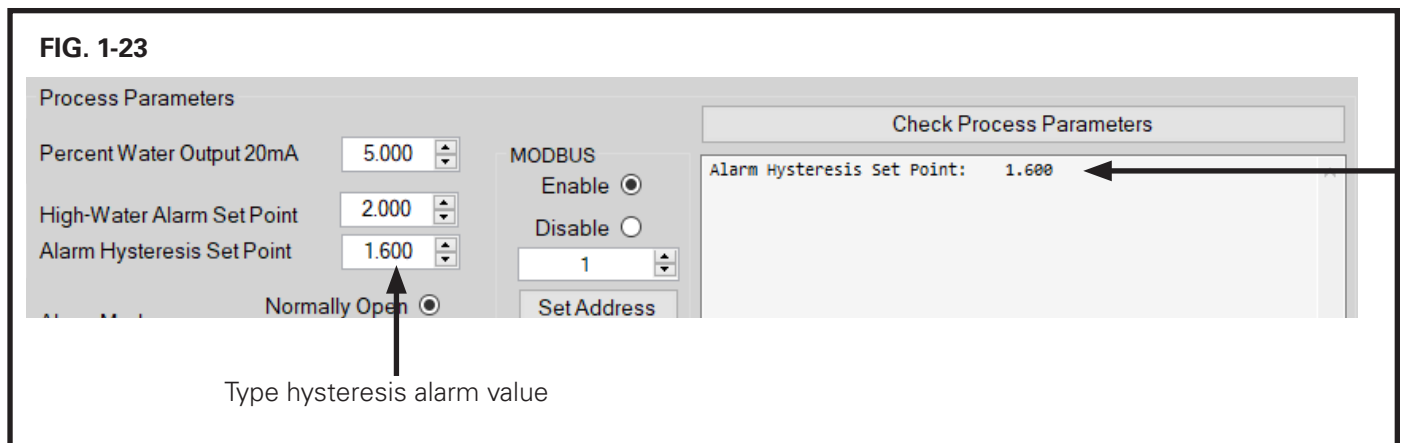 FIG. 1-23
Process Parameters
Percent Water Output 20mA 5.000
High-Water Alarm Set Point 2.000
Alarm Hysteresis Set Point 1.600
Normally Open
MODBUS
Enable
Disable
1
Set Address
Check Process Parameters
Alarm Hysteresis Set Point: 1.600
Type hysteresis alarm value